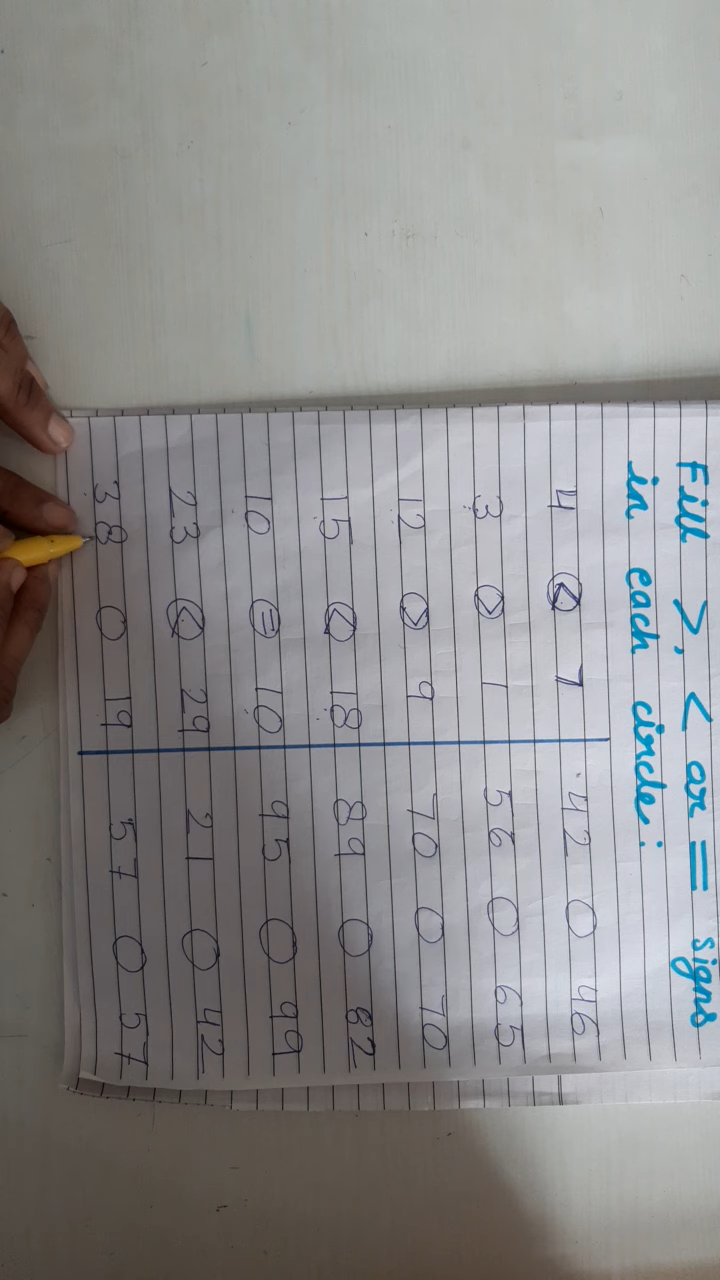 Fill >, < or = signs
in each circle:
4 < 7
3 > 1
12 > 9
15 < 18
10 = 10
23 < 29
38 ○ 19
42 ○ 46
56 ○ 65
70 ○ 70
89 ○ 82
95 ○ 99
21 ○ 42
57 ○ 57